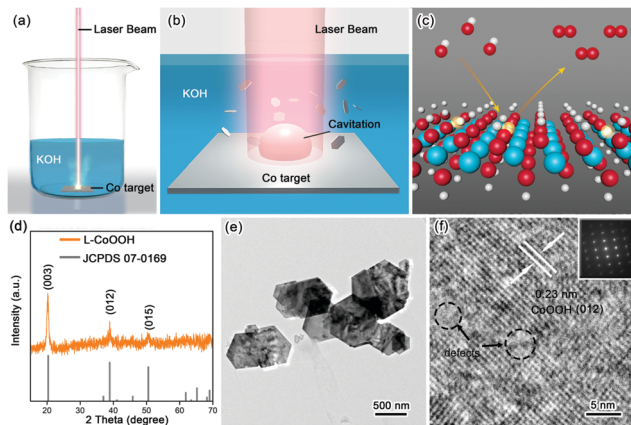 (a)
Laser Beam
KOH
Co target
(b)
Laser Beam
KOH
Cavitation
Co target
(c)
(d)
L-CoOOH
JCPDS 07-0169
(003)
(012)
(015)
Intensity (a.u.)
20 30 40 50 60 70
2 Theta (degree)
(e)
500 nm
(f)
0.23 nm
CoOOH (012)
defects
5 nm